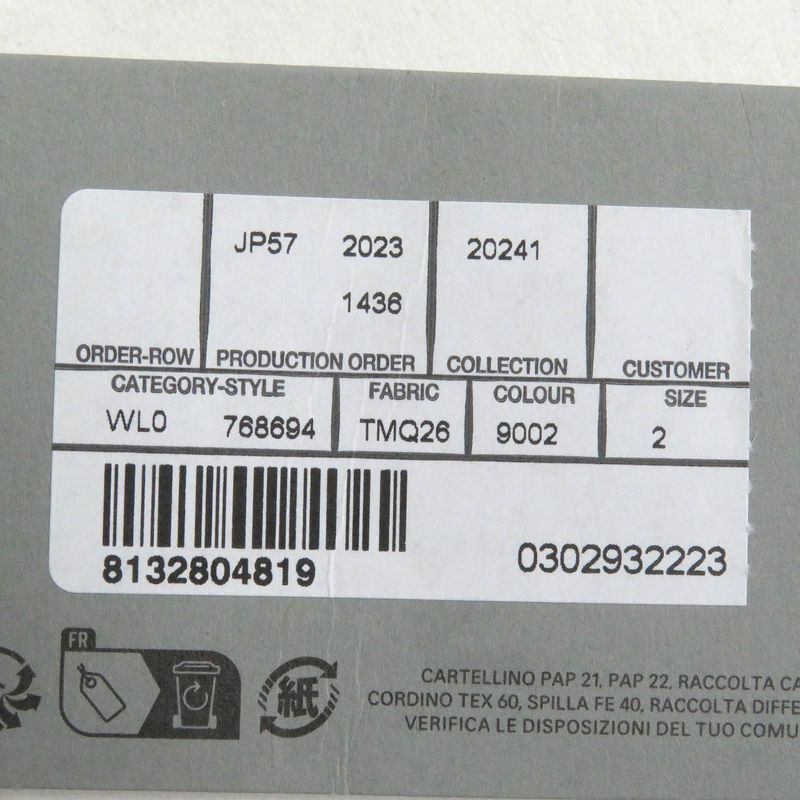 JP57 2023 20241
1436
ORDER-ROW PRODUCTION ORDER COLLECTION CUSTOMER
CATEGORY-STYLE FABRIC COLOUR SIZE
WL0 768694 TMQ26 9002 2
8132804819 0302932223
FR
紙
CARTELLINO PAP 21, PAP 22, RACCOLTA CA
CORDINO TEX 60, SPILLA FE 40, RACCOLTA DIFFE
VERIFICA LE DISPOSIZIONI DEL TUO COMU